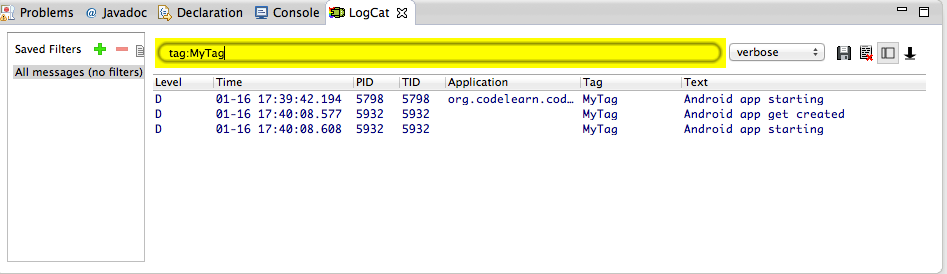 Problems @ Javadoc Declaration Console LogCat
Saved Filters
tag:MyTag
verbose
All messages (no filters)
Level Time PID TID Application Tag Text
D 01-16 17:39:42.194 5798 5798 org.codelearn.cod… MyTag Android app starting
D 01-16 17:40:08.577 5932 5932 MyTag Android app get created
D 01-16 17:40:08.608 5932 5932 MyTag Android app starting